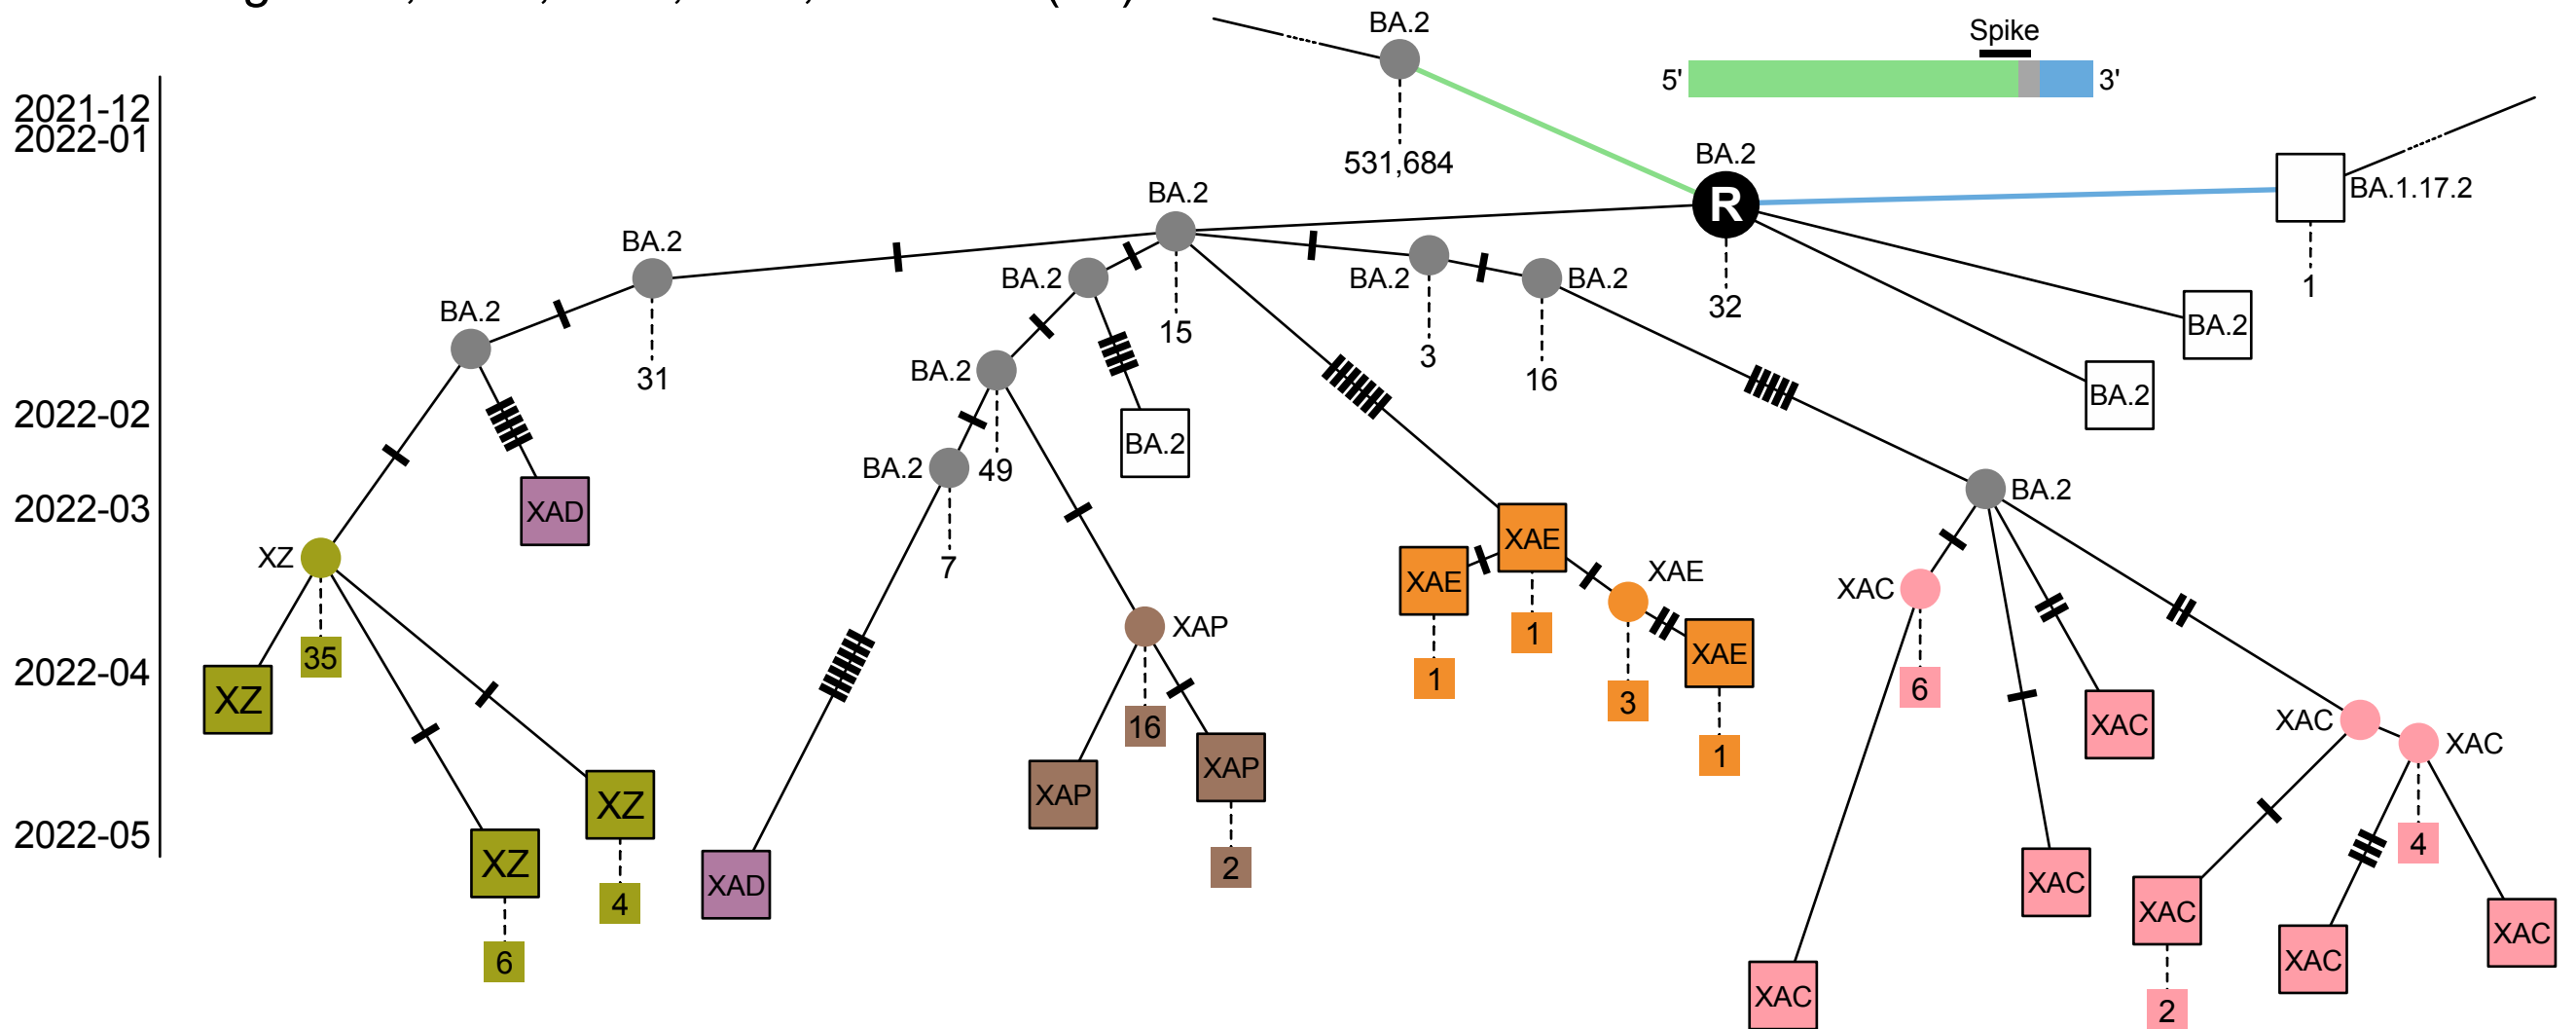 BA.2
Spike
5'
3'
2021-12
2022-01
531,684
BA.2
R
BA.1.17.2
1
BA.2
32
BA.2
BA.2
BA.2
15
BA.2
3
BA.2
16
BA.2
31
BA.2
BA.2
BA.2
49
BA.2
2022-02
BA.2
7
BA.2
2022-03
XAD
XZ
35
XAP
16
XAE
1
XAE
1
XAE
3
XAE
1
XAC
6
XAC
XAC
XAC
4
2022-04
XZ
XZ
4
XAP
XAP
2
2022-05
XZ
6
XAD
XAC
XAC
XAC
2
XAC
XAC